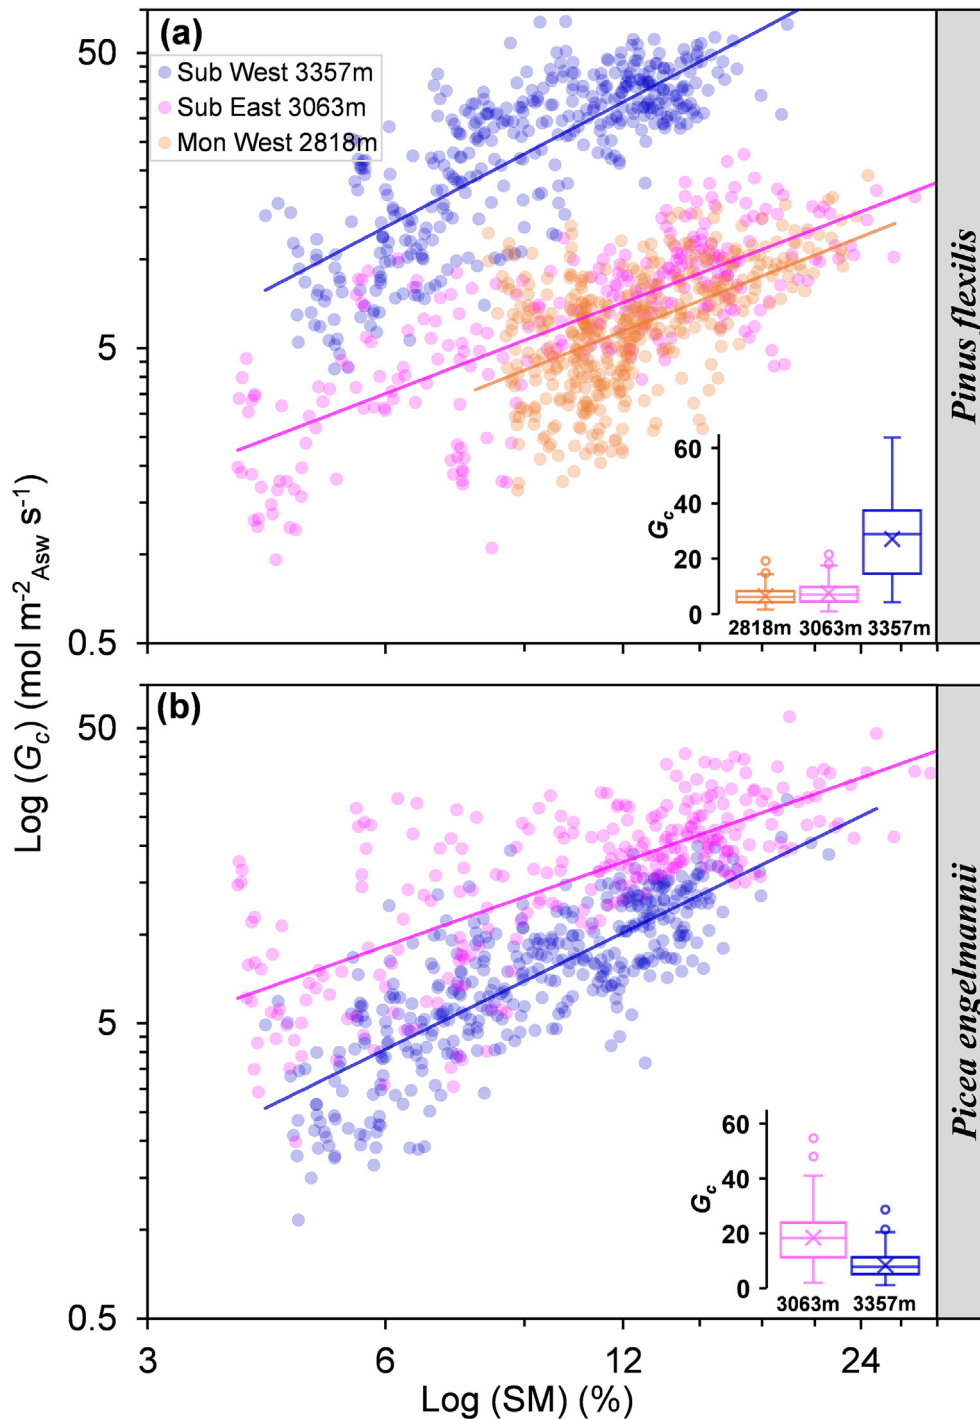 (a)
50
Sub West 3357m
Sub East 3063m
Mon West 2818m
5
0.5
Pinus flexilis
60
40
20
0
Gc
2818m 3063m 3357m
Log (Gc) (mol m-2Asw s-1)
(b)
50
5
0.5
Picea engelmannii
60
40
20
0
Gc
3063m 3357m
3 6 12 24
Log (SM) (%)